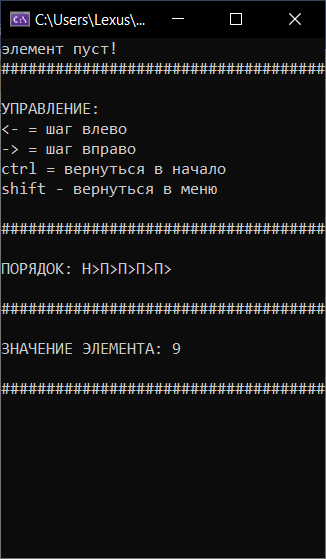 C:\Users\Lexus\...
элемент пуст!
####################################
УПРАВЛЕНИЕ:
<- = шаг влево
-> = шаг вправо
ctrl = вернуться в начало
shift - вернуться в меню
####################################
ПОРЯДОК: Н>П>П>П>П>
####################################
ЗНАЧЕНИЕ ЭЛЕМЕНТА: 9
####################################